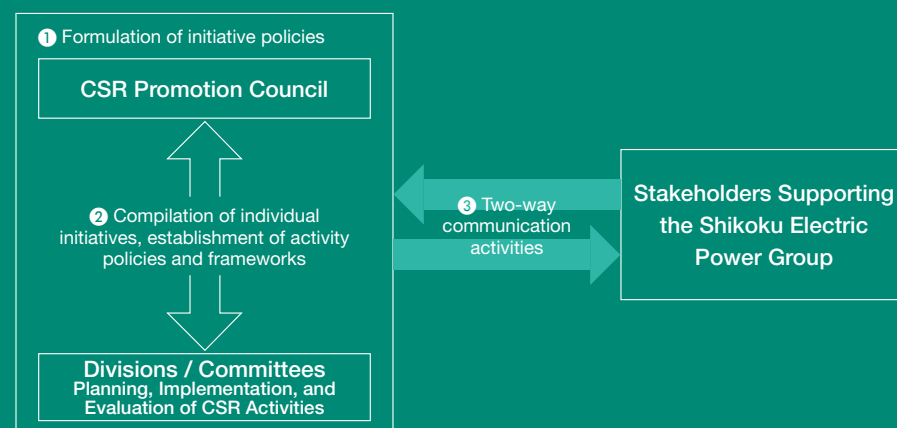 ❶ Formulation of initiative policies
CSR Promotion Council
❷ Compilation of individual
initiatives, establishment of activity
policies and frameworks
Divisions / Committees
Planning, Implementation, and
Evaluation of CSR Activities
❸ Two-way
communication
activities
Stakeholders Supporting
the Shikoku Electric
Power Group